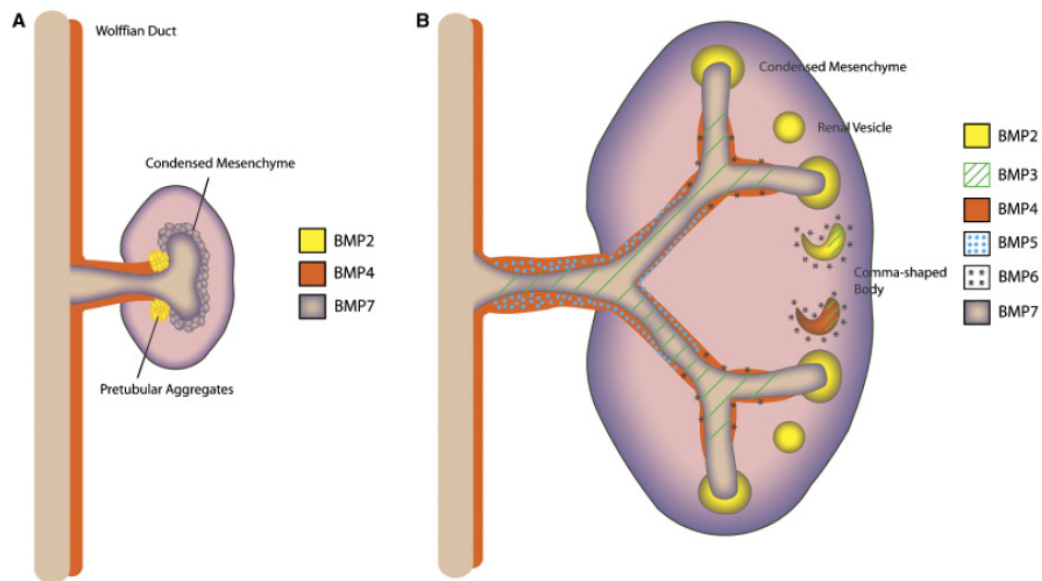 A
Wolffian Duct
Condensed Mesenchyme
Pretubular Aggregates
BMP2
BMP4
BMP7
B
Condensed Mesenchyme
Renal Vesicle
Comma-shaped
Body
BMP2
BMP3
BMP4
BMP5
BMP6
BMP7